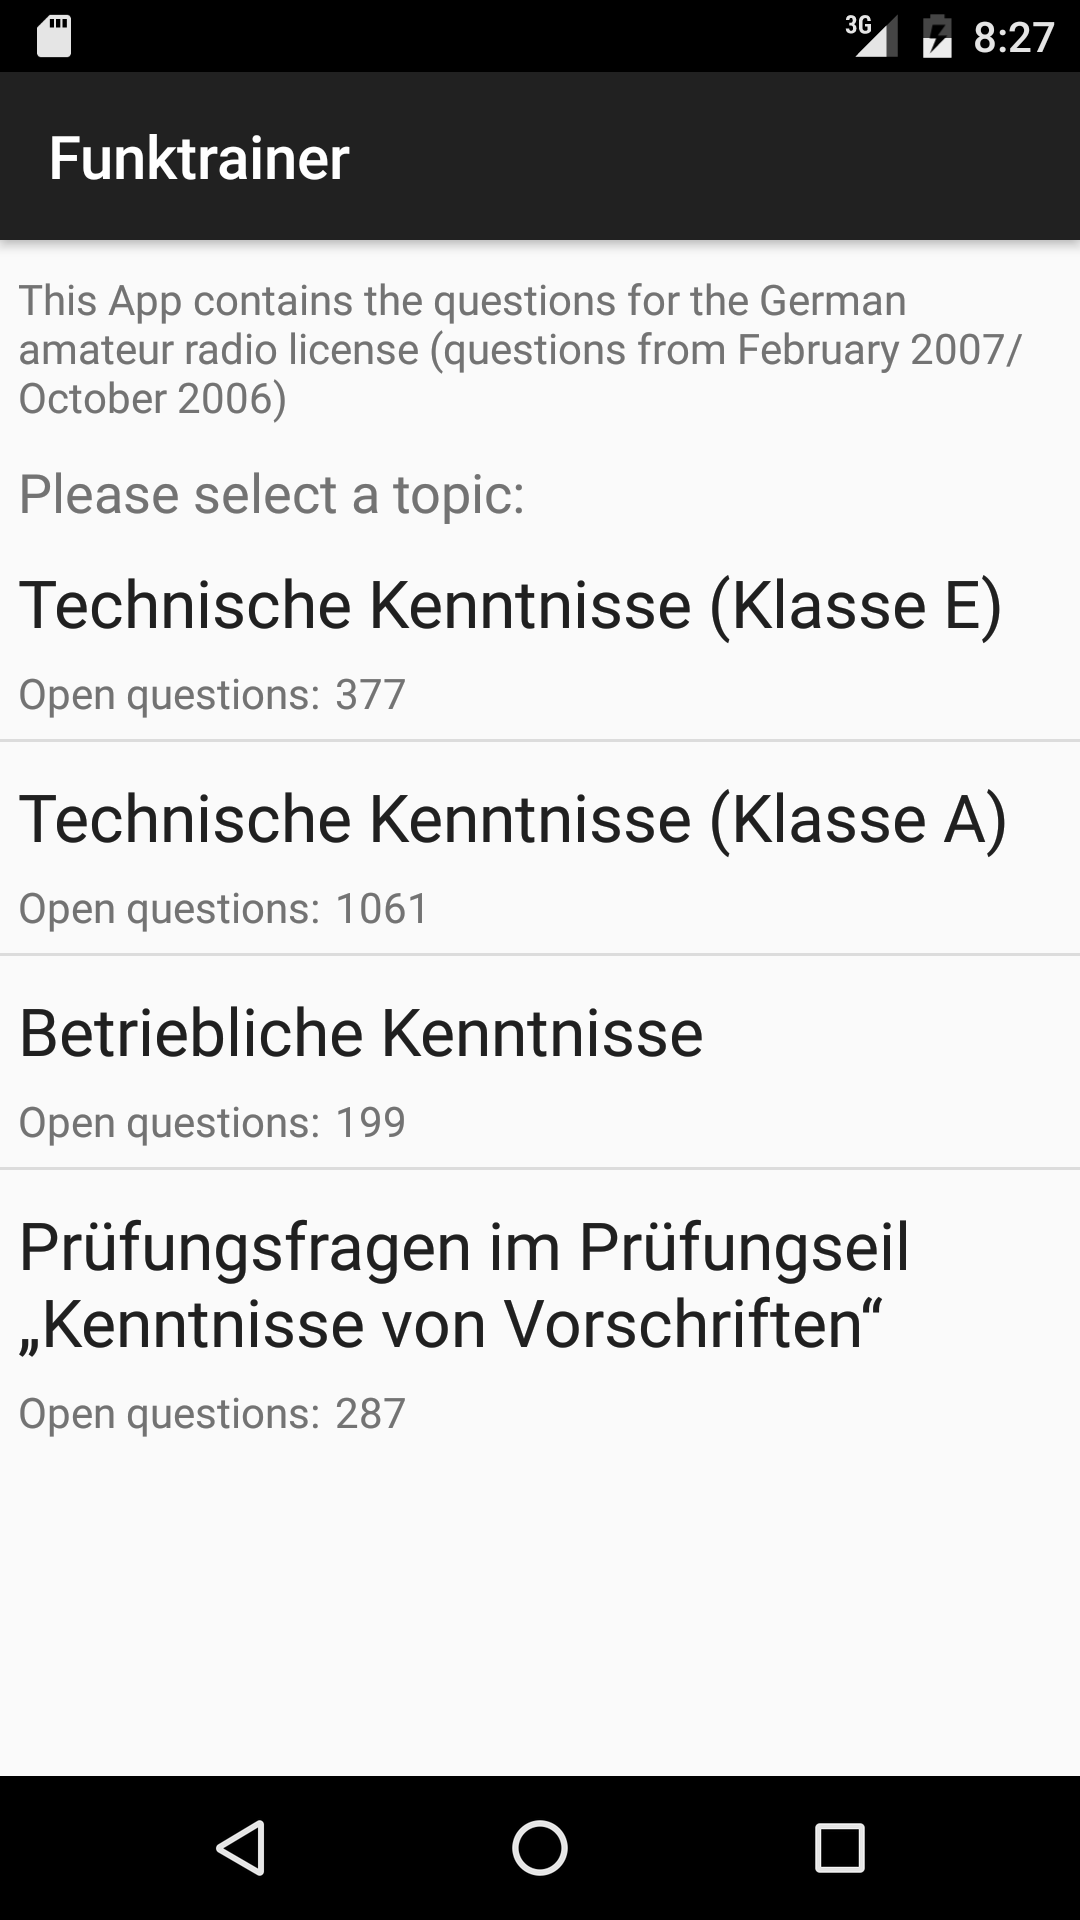 3G 8:27
Funktrainer
This App contains the questions for the German
amateur radio license (questions from February 2007/
October 2006)
Please select a topic:
Technische Kenntnisse (Klasse E)
Open questions: 377
Technische Kenntnisse (Klasse A)
Open questions: 1061
Betriebliche Kenntnisse
Open questions: 199
Prüfungsfragen im Prüfungseil
„Kenntnisse von Vorschriften“
Open questions: 287